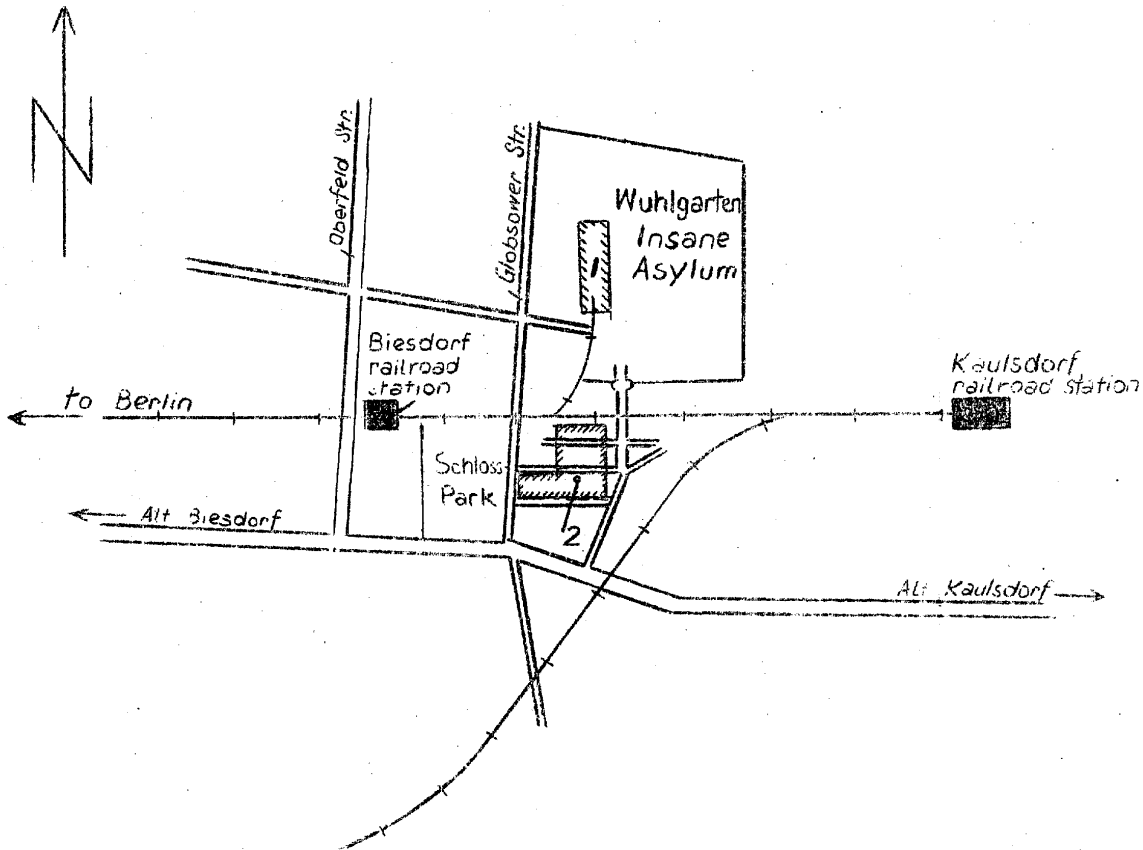 N
Oberfeld Str.
Globsower Str.
Wuhlgarten
Insane
Asylum
1
Biesdorf
railroad
station
Kaulsdorf
railroad station
to Berlin
Schloss
Park
2
Alt Biesdorf
Alt Kaulsdorf